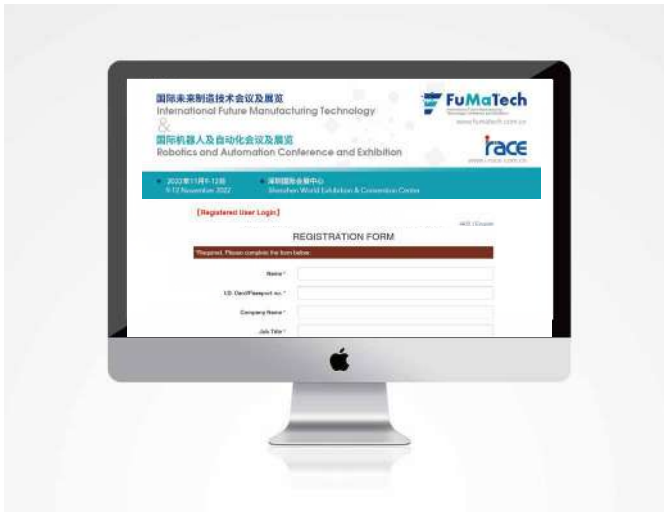 国际未来制造技术会议及展览
International Future Manufacturing Technology
&
国际机器人及自动化会议及展览
Robotics and Automation Conference and Exhibition
FuMaTech
www.fumatech.com.cn
race
www.i-race.com.cn
2022年11月9-12日
9-12 November 2022
深圳国际会展中心
Shenzhen World Exhibition & Convention Center
[Registered User Login]
REGISTRATION FORM
*Required. Please complete the form below.
Name *
I.D. Card/Passport no. *
Company Name *
Job Title *